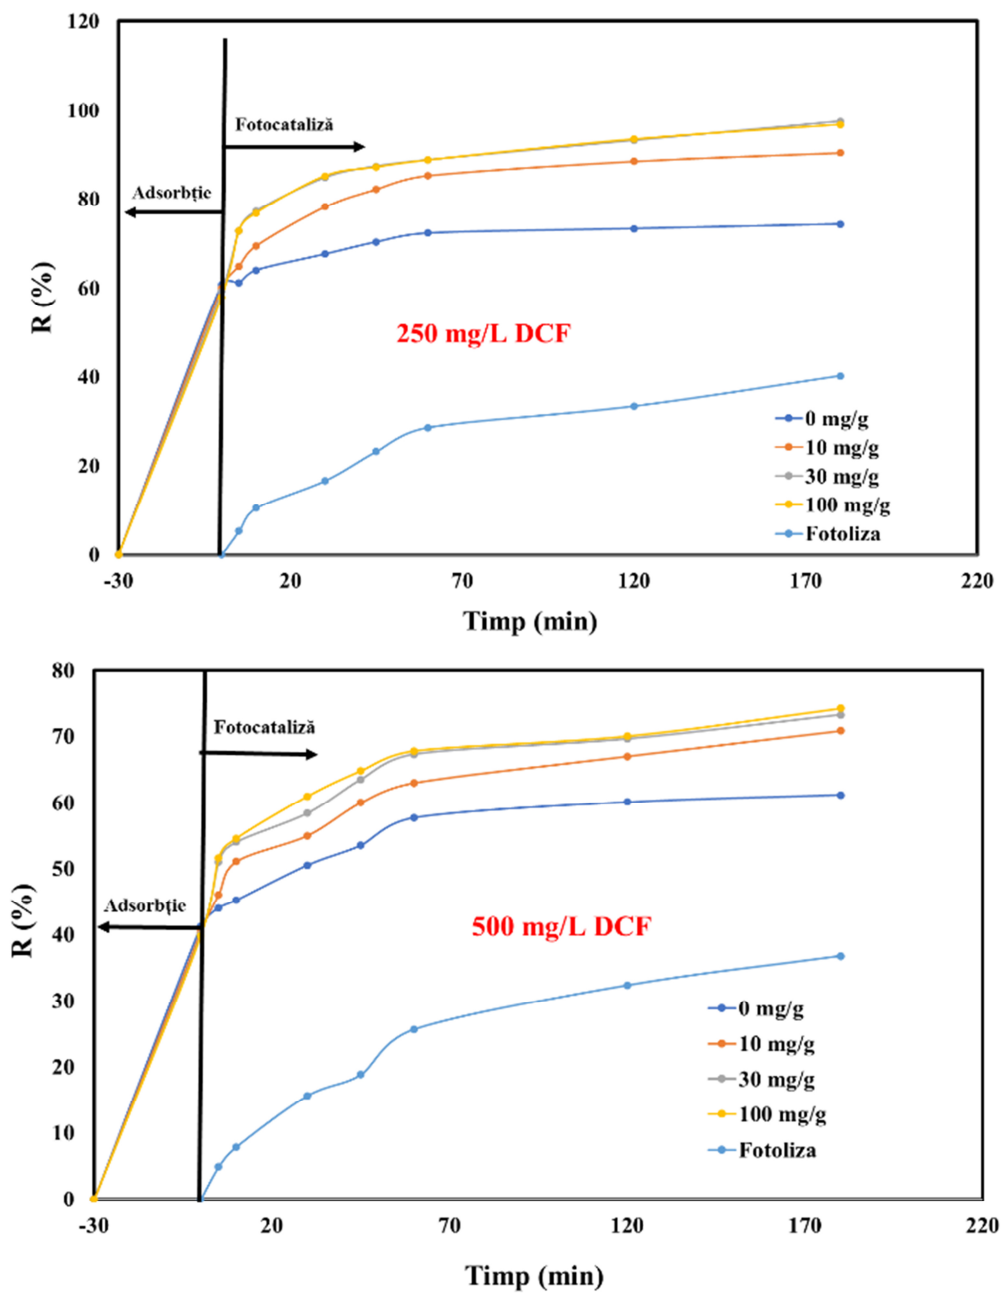 120
100
80
60
40
20
0
R (%)
Fotocataliză
Adsorbție
250 mg/L DCF
0 mg/g
10 mg/g
30 mg/g
100 mg/g
Fotoliza
-30 20 70 120 170 220
Timp (min)
80
70
60
50
40
30
20
10
0
R (%)
Fotocataliză
Adsorbție
500 mg/L DCF
0 mg/g
10 mg/g
30 mg/g
100 mg/g
Fotoliza
-30 20 70 120 170 220
Timp (min)